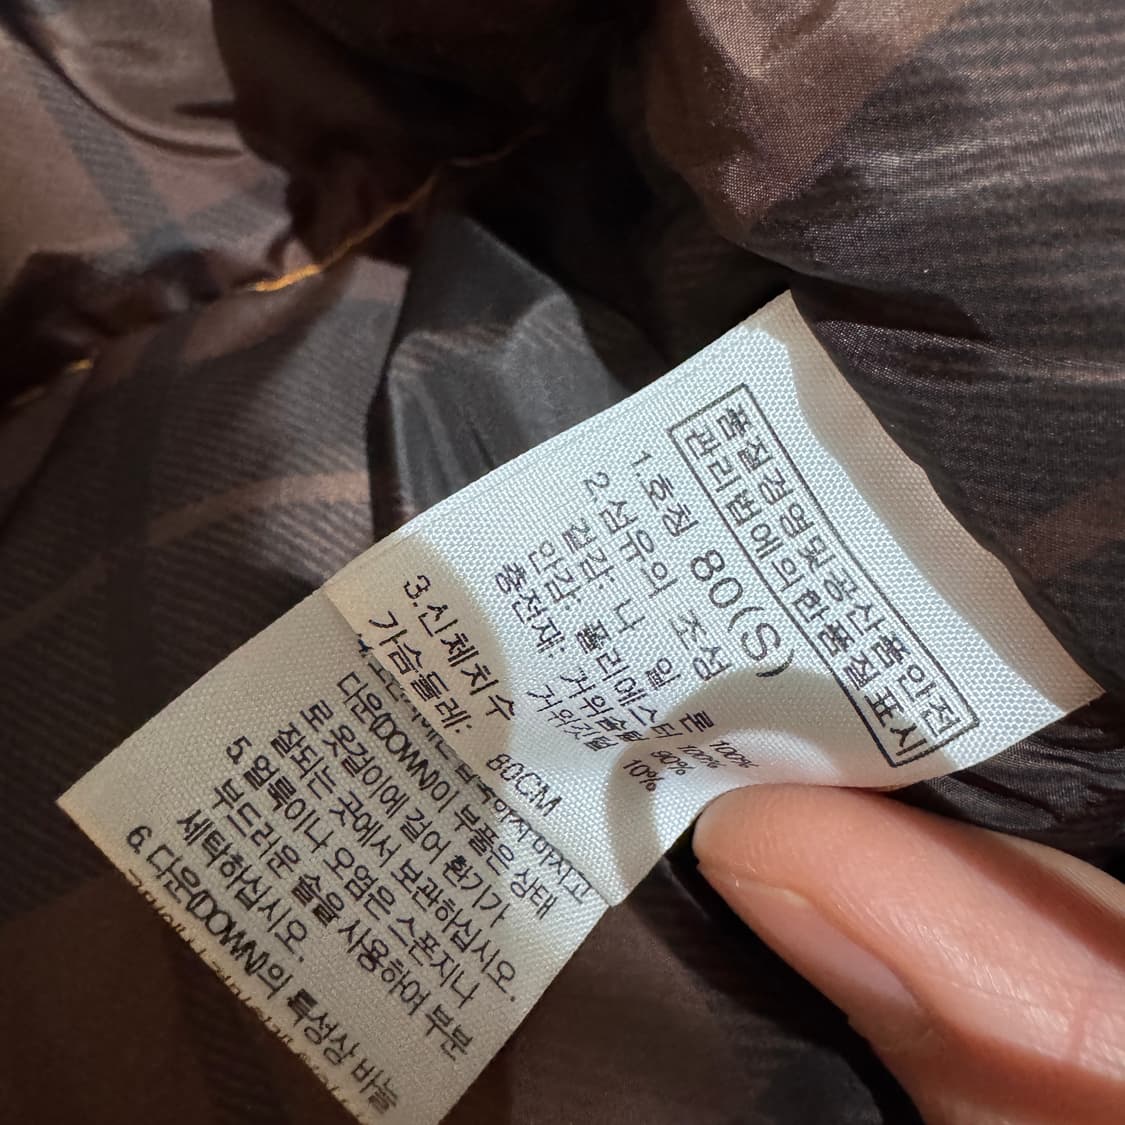 품질경영및공산품안전
관리법에의한품질표시
1.호칭 80(S)
2.섬유의 조성
겉감: 나 일 론 100%
안감: 폴리에스터 100%
충전재: 거위솜털 90%
거위깃털 10%
3.신체치수
가슴둘레: 80CM
다운(DOWN)이 부풀은 상태
로 옷걸이에 걸어 환기가
잘되는 곳에서 보관하십시오.
5. 얼룩이나 오염은 스폰지나
부드러운 솔을 사용하여 부분
세탁하십시오.
6. 다운(DOWN)의 특성상 바늘